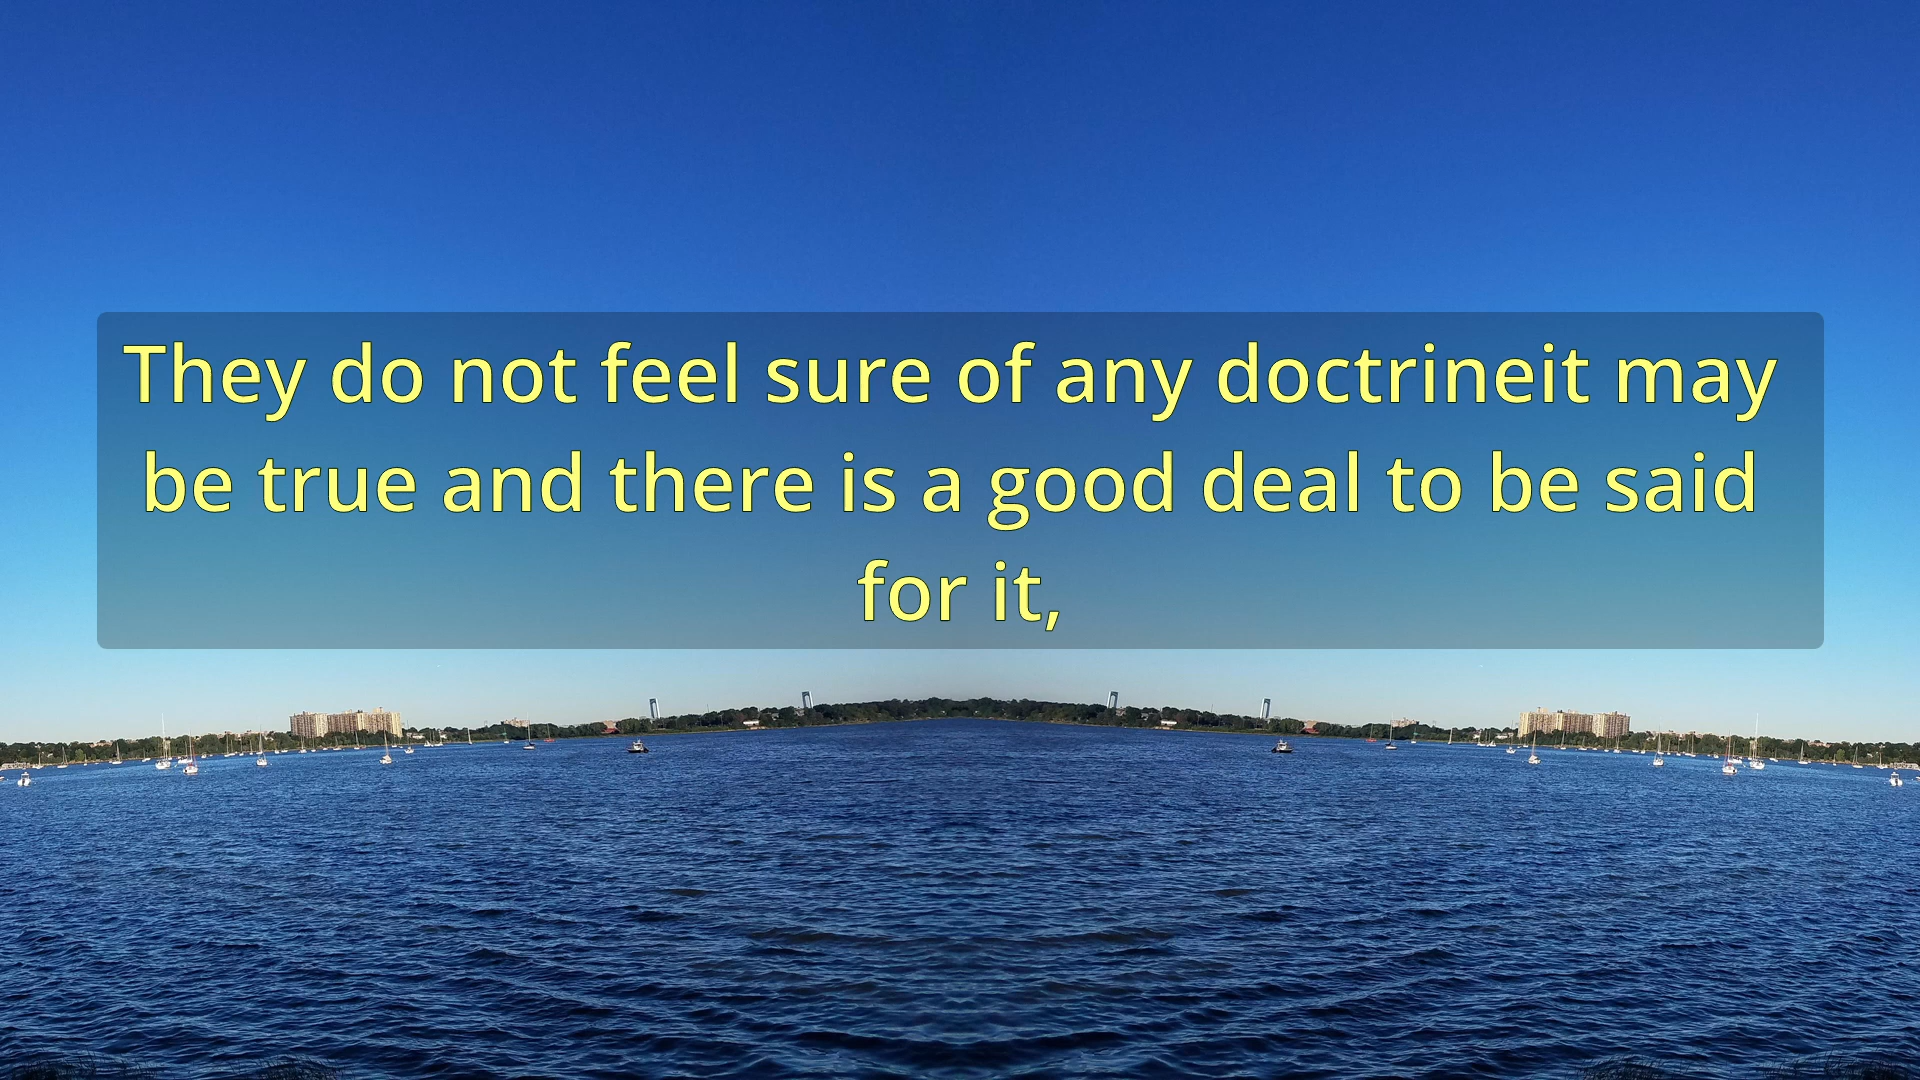 They do not feel sure of any doctrineit may
be true and there is a good deal to be said
for it,